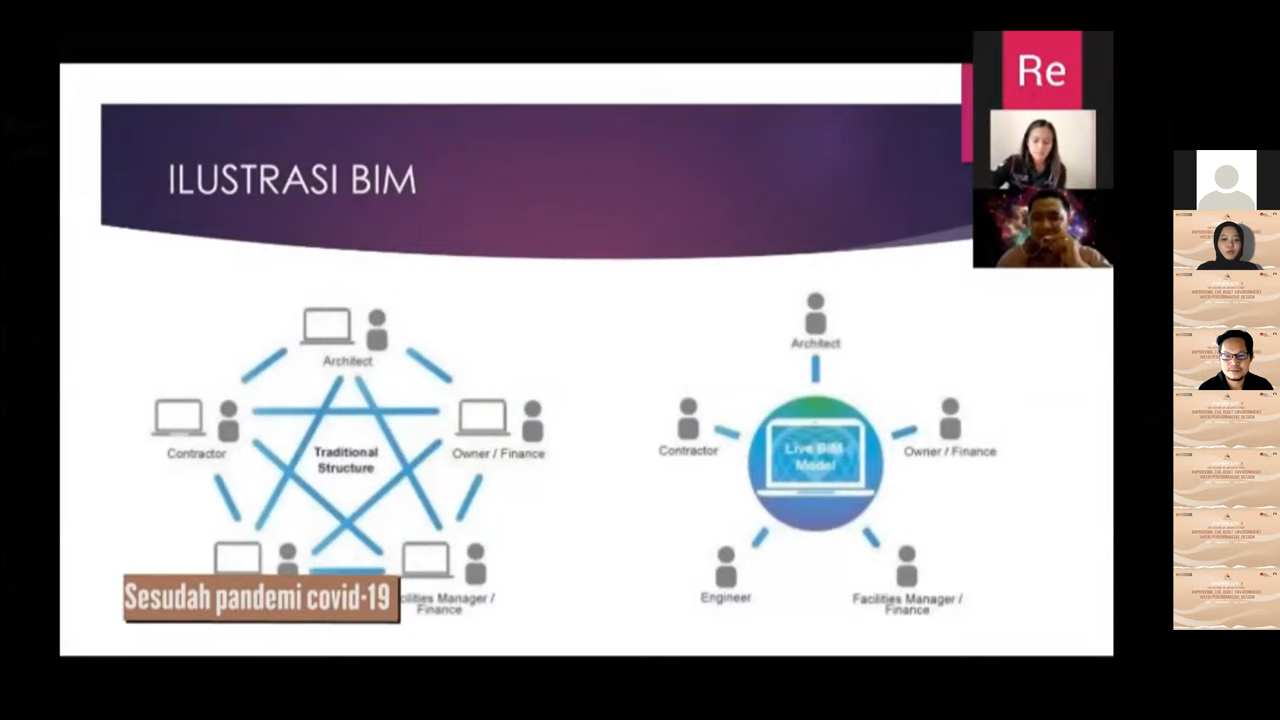 Re
ILUSTRASI BIM
Architect
Contractor
Traditional
Structure
Owner / Finance
Sesudah pandemi covid-19
cilities Manager /
Finance
Architect
Contractor
Live BIM
Model
Owner / Finance
Engineer
Facilities Manager /
Finance